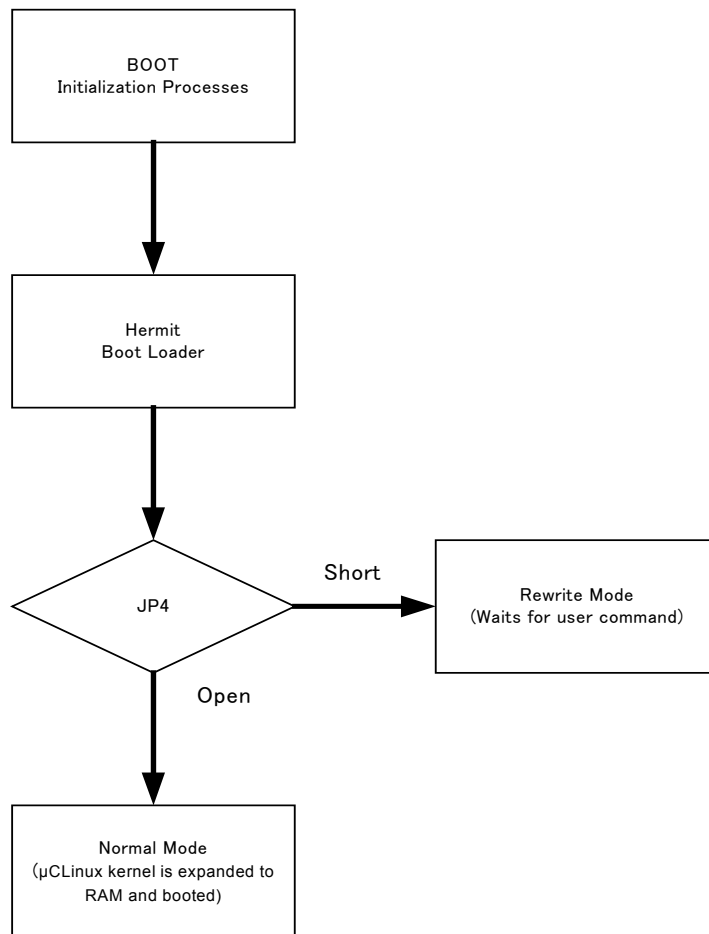 BOOT
Initialization Processes
Hermit
Boot Loader
JP4
Short
Rewrite Mode
(Waits for user command)
Open
Normal Mode
(μCLinux kernel is expanded to
RAM and booted)